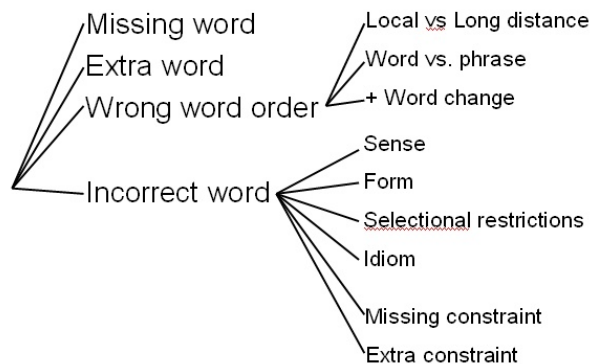 Missing word
Extra word
Wrong word order
Incorrect word
Local vs Long distance
Word vs. phrase
+ Word change
Sense
Form
Selectional restrictions
Idiom
Missing constraint
Extra constraint